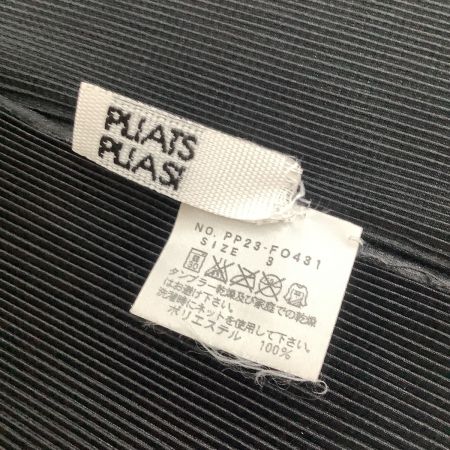 PLIATS
PLIAS!
NO. PP23-FO431
SIZE 3
タンブラー乾燥及び家庭での乾燥
はお避け下さい。
洗濯時にネットを使用して下さい。
ポリエステル
100%